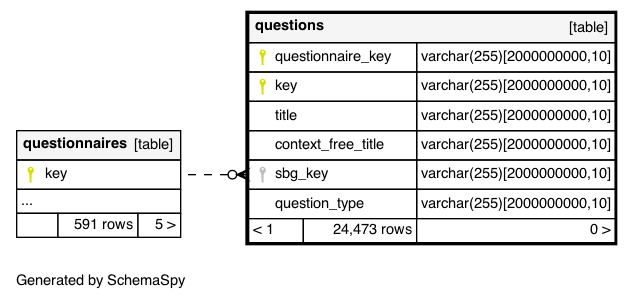 questions [table]
questionnaire_key varchar(255)[2000000000,10]
key varchar(255)[2000000000,10]
title varchar(255)[2000000000,10]
context_free_title varchar(255)[2000000000,10]
sbg_key varchar(255)[2000000000,10]
question_type varchar(255)[2000000000,10]
< 1 24,473 rows 0 >
questionnaires [table]
key
...
591 rows 5 >
Generated by SchemaSpy